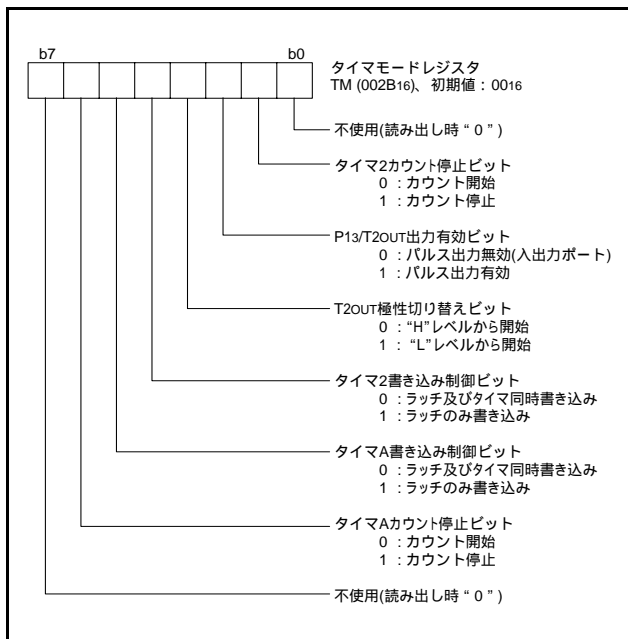 b7 b0
タイマモードレジスタ
TM (002B16)、初期値：0016
不使用(読み出し時“0”)
タイマ2カウント停止ビット
0：カウント開始
1：カウント停止
P13/T2OUT出力有効ビット
0：パルス出力無効(入出力ポート)
1：パルス出力有効
T2OUT極性切り替えビット
0：“H”レベルから開始
1：“L”レベルから開始
タイマ2書き込み制御ビット
0：ラッチ及びタイマ同時書き込み
1：ラッチのみ書き込み
タイマA書き込み制御ビット
0：ラッチ及びタイマ同時書き込み
1：ラッチのみ書き込み
タイマAカウント停止ビット
0：カウント開始
1：カウント停止
不使用(読み出し時“0”)